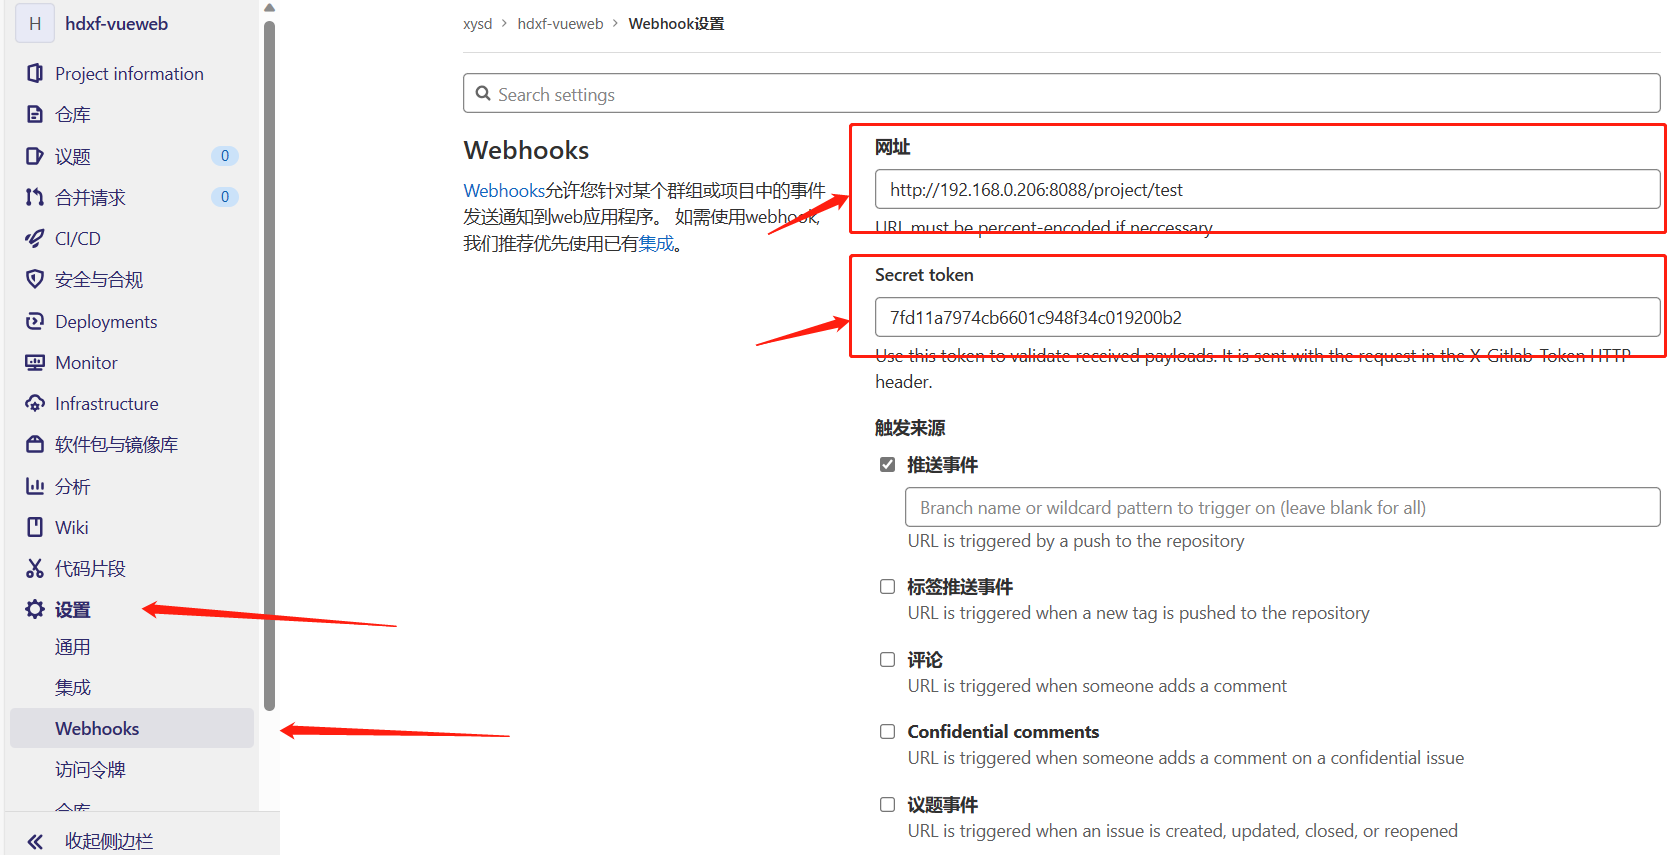 H hdxf-vueweb
Project information
仓库
议题 0
合并请求 0
CI/CD
安全与合规
Deployments
Monitor
Infrastructure
软件包与镜像库
分析
Wiki
代码片段
设置
通用
集成
Webhooks
访问令牌
仓库
收起侧边栏
xysd > hdxf-vueweb > Webhook设置
Search settings
Webhooks
Webhooks允许您针对某个群组或项目中的事件
发送通知到web应用程序。 如需使用webhook,
我们推荐优先使用已有集成。
网址
http://192.168.0.206:8088/project/test
URL must be percent-encoded if neccessary.
Secret token
7fd11a7974cb6601c948f34c019200b2
Use this token to validate received payloads. It is sent with the request in the X-Gitlab-Token HTTP
header.
触发来源
推送事件
Branch name or wildcard pattern to trigger on (leave blank for all)
URL is triggered by a push to the repository
标签推送事件
URL is triggered when a new tag is pushed to the repository
评论
URL is triggered when someone adds a comment
Confidential comments
URL is triggered when someone adds a comment on a confidential issue
议题事件
URL is triggered when an issue is created, updated, closed, or reopened